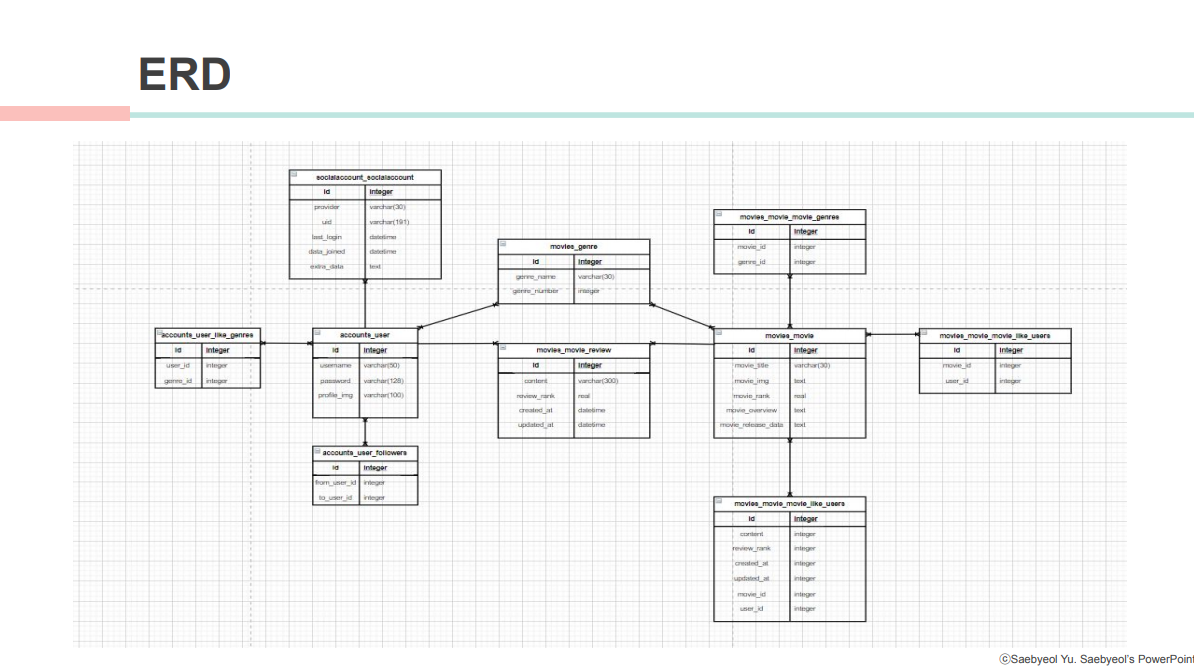 ERD
socialaccount_socialaccount
id Integer
provider varchar(30)
uid varchar(191)
last_login datetime
data_joined datetime
extra_data text
movies_genre
id Integer
genre_name varchar(30)
genre_number integer
movies_movie_movie_genres
id Integer
movie_id integer
genre_id integer
accounts_user_like_genres
id Integer
user_id integer
genre_id integer
accounts_user
id Integer
username varchar(50)
password varchar(128)
profile_img varchar(100)
movies_movie_review
id Integer
content varchar(300)
review_rank real
created_at datetime
updated_at datetime
movies_movie
id Integer
movie_title varchar(30)
movie_img text
movie_rank real
movie_overview text
movie_release_data text
movies_movie_movie_like_users
id Integer
movie_id integer
user_id integer
accounts_user_followers
id Integer
from_user_id integer
to_user_id integer
movies_movie_movie_like_users
id Integer
content integer
review_rank integer
created_at integer
updated_at integer
movie_id integer
user_id integer
ⓒSaebyeol Yu. Saebyeol's PowerPoint